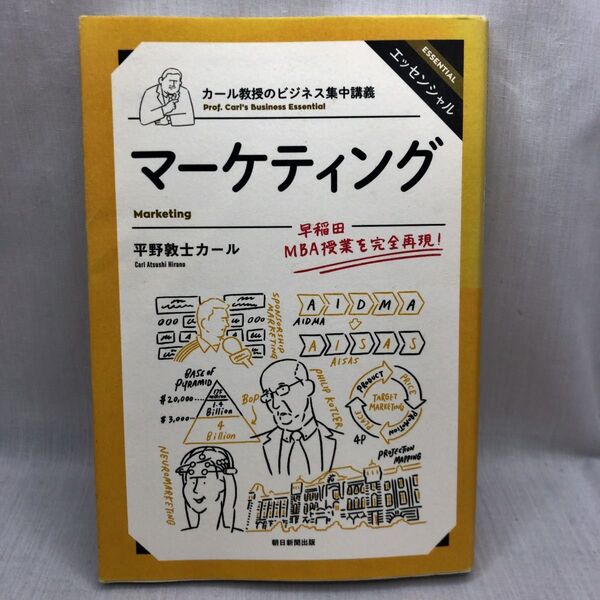 ESSENTIAL
エッセンシャル
カール教授のビジネス集中講義
Prof. Carl's Business Essential
マーケティング
Marketing
平野敦士カール
Carl Atsushi Hirano
早稲田
MBA授業を完全再現!
SPONSORSHIP
MARKETING
AIDMA
AIDMA
AISAS
AISAS
BASE of
PYRAMID
$20,000
$3,000
175
million
1.4
Billion
4
Billion
BoP
PHILIP KOTLER
PRODUCT
PRICE
PROMOTION
PLACE
TARGET
MARKETING
4P
PROJECTION
MAPPING
NEUROMARKETING
朝日新聞出版